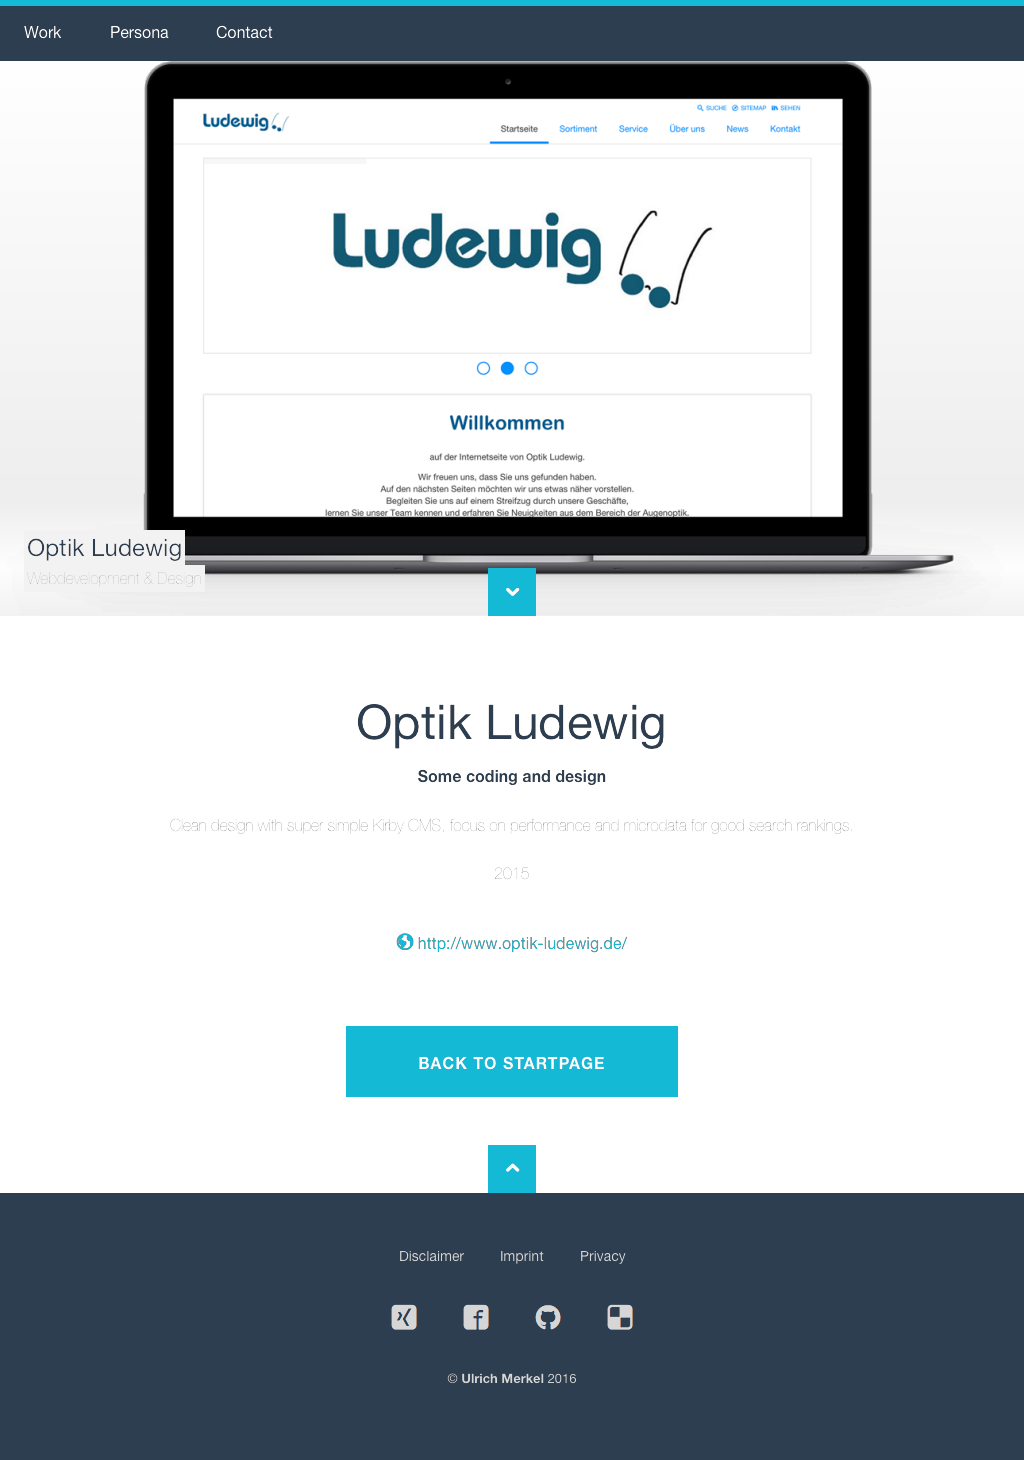 Work Persona Contact
Ludewig
SUCHE SITEMAP SEHEN
Startseite Sortiment Service Über uns News Kontakt
Ludewig
Willkommen
auf der Internetseite von Optik Ludewig.
Wir freuen uns, dass Sie uns gefunden haben.
Auf den nächsten Seiten möchten wir uns etwas näher vorstellen.
Begleiten Sie uns auf einem Streifzug durch unsere Geschäfte,
lernen Sie unser Team kennen und erfahren Sie Neuigkeiten aus dem Bereich der Augenoptik.
Optik Ludewig
Webdevelopment & Design
Optik Ludewig
Some coding and design
Clean design with super simple Kirby CMS, focus on performance and microdata for good search rankings.
2015
http://www.optik-ludewig.de/
BACK TO STARTPAGE
Disclaimer Imprint Privacy
© Ulrich Merkel 2016